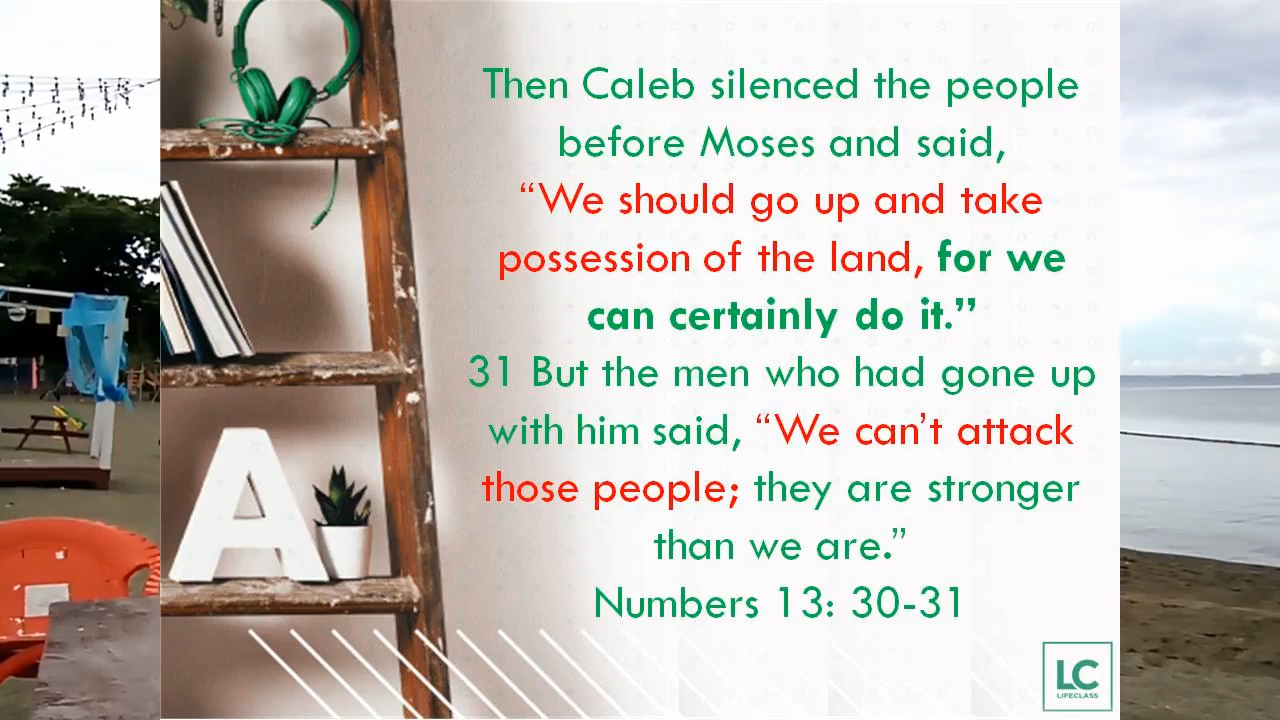 Then Caleb silenced the people
before Moses and said,
“We should go up and take
possession of the land, for we
can certainly do it.”
31 But the men who had gone up
with him said, “We can’t attack
those people; they are stronger
than we are.”
Numbers 13: 30-31
A
LC
LIFECLASS